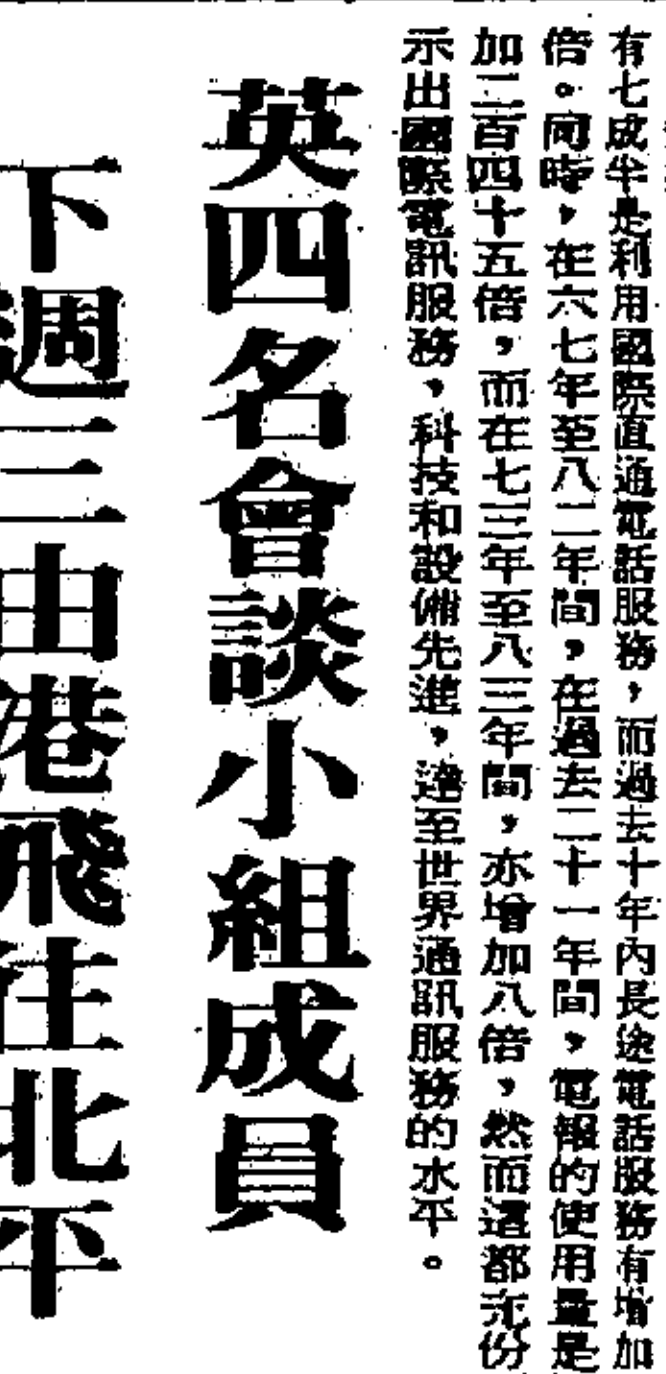 有七成半是利用國際直通電話服務，而過去十年內長途電話服務有增加
倍。同時，在六七年至八二年間，在過去二十一年間，電報的使用量是
加二百四十五倍，而在七三年至八三年間，亦增加八倍，然而這都充份
示出國際電訊服務，科技和設備先進，達至世界通訊服務的水平。
英四名會談小組成員
下週三由港飛往北平